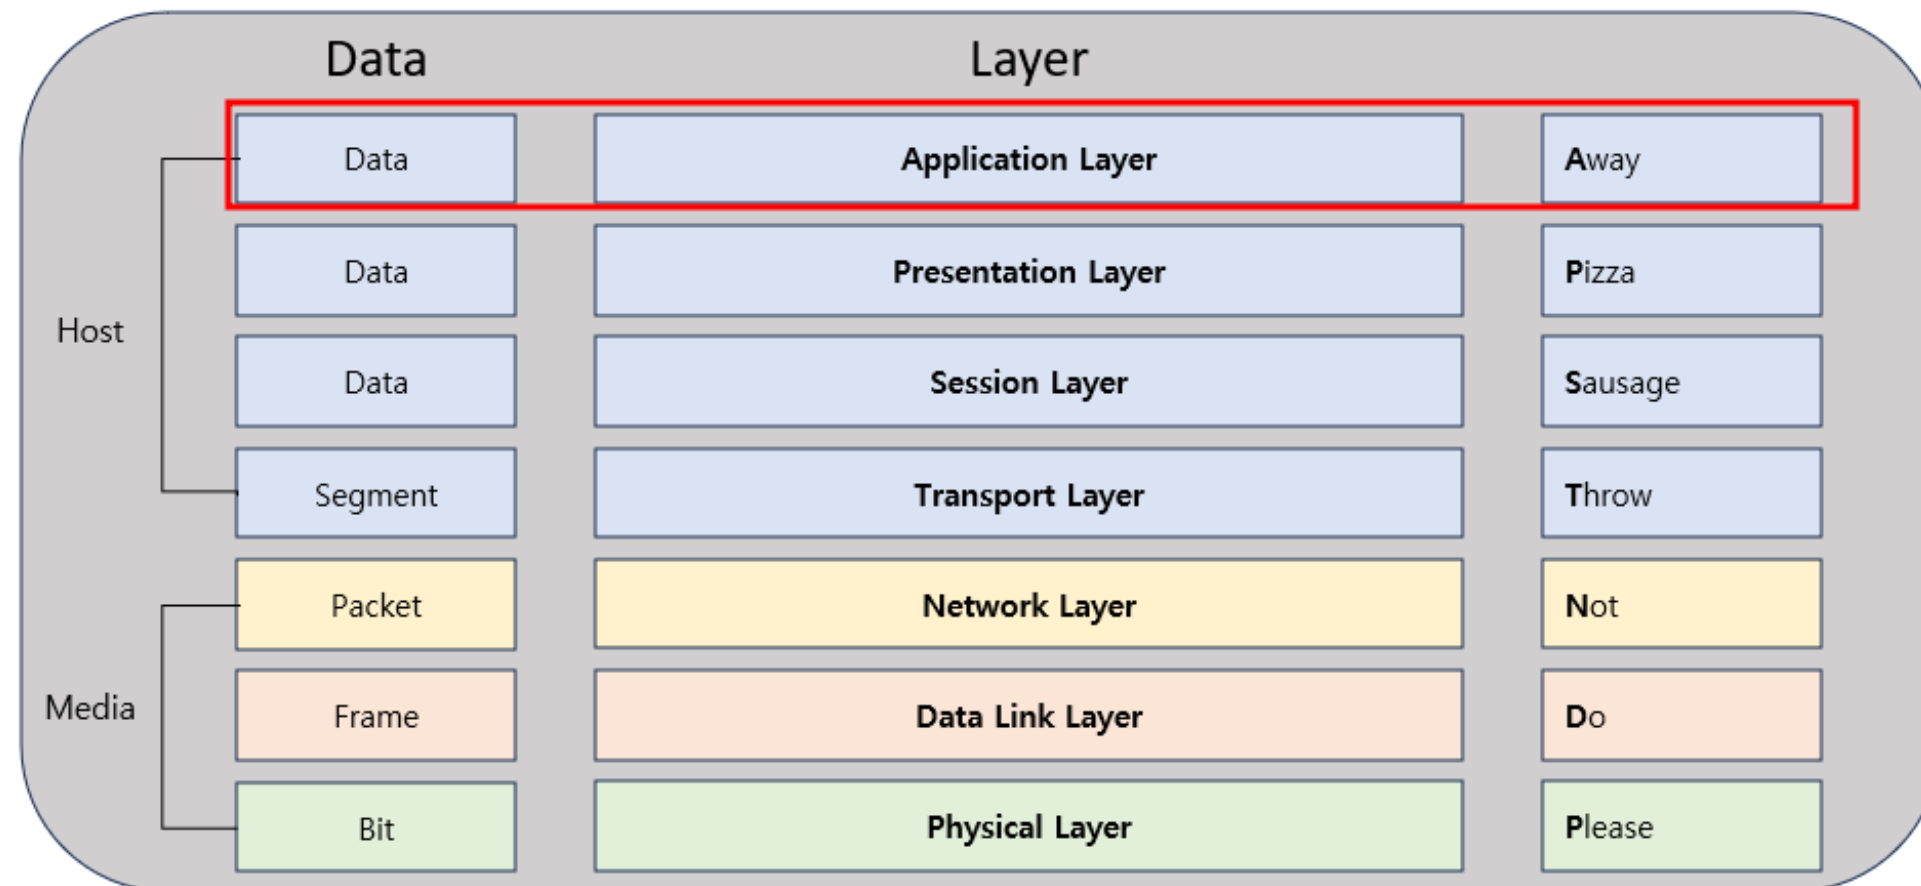 Data Layer
Data Application Layer Away
Data Presentation Layer Pizza
Host
Data Session Layer Sausage
Segment Transport Layer Throw
Packet Network Layer Not
Media
Frame Data Link Layer Do
Bit Physical Layer Please